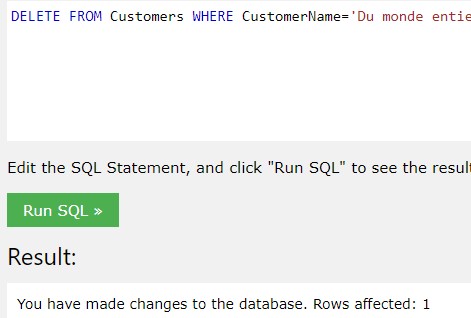 DELETE FROM Customers WHERE CustomerName='Du monde entie
Edit the SQL Statement, and click "Run SQL" to see the result
Run SQL »
Result:
You have made changes to the database. Rows affected: 1